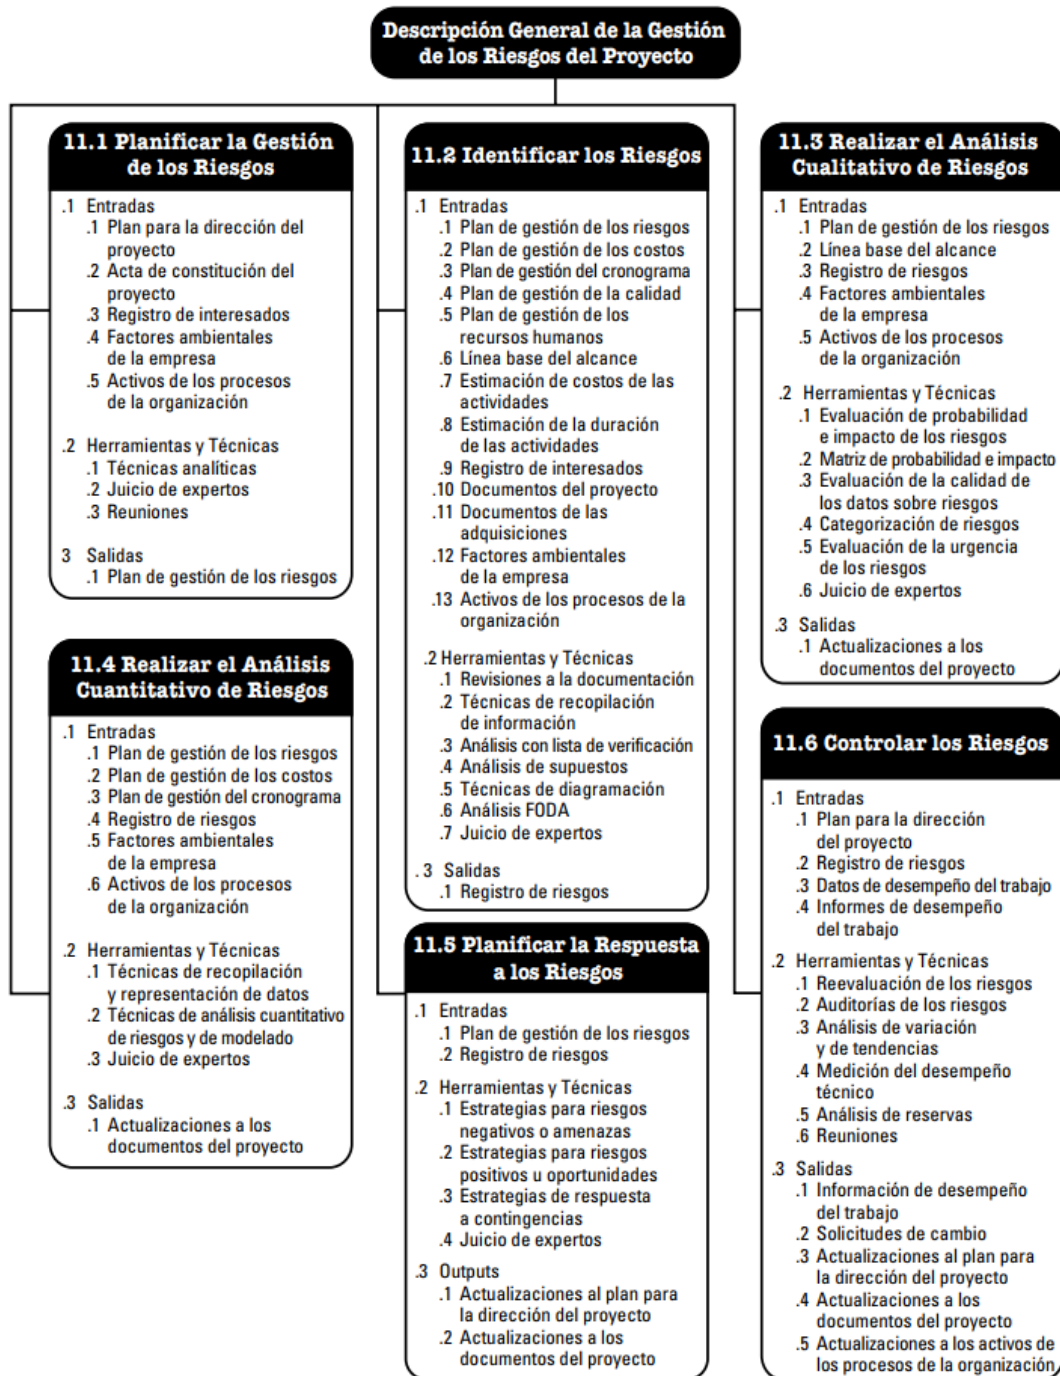 Descripción General de la Gestión
de los Riesgos del Proyecto
11.1 Planificar la Gestión
de los Riesgos
.1 Entradas
.1 Plan para la dirección del
proyecto
.2 Acta de constitución del
proyecto
.3 Registro de interesados
.4 Factores ambientales
de la empresa
.5 Activos de los procesos
de la organización
.2 Herramientas y Técnicas
.1 Técnicas analíticas
.2 Juicio de expertos
.3 Reuniones
3 Salidas
.1 Plan de gestión de los riesgos
11.2 Identificar los Riesgos
.1 Entradas
.1 Plan de gestión de los riesgos
.2 Plan de gestión de los costos
.3 Plan de gestión del cronograma
.4 Plan de gestión de la calidad
.5 Plan de gestión de los
recursos humanos
.6 Línea base del alcance
.7 Estimación de costos de las
actividades
.8 Estimación de la duración
de las actividades
.9 Registro de interesados
.10 Documentos del proyecto
.11 Documentos de las
adquisiciones
.12 Factores ambientales
de la empresa
.13 Activos de los procesos de la
organización
.2 Herramientas y Técnicas
.1 Revisiones a la documentación
.2 Técnicas de recopilación
de información
.3 Análisis con lista de verificación
.4 Análisis de supuestos
.5 Técnicas de diagramación
.6 Análisis FODA
.7 Juicio de expertos
.3 Salidas
.1 Registro de riesgos
11.3 Realizar el Análisis
Cualitativo de Riesgos
.1 Entradas
.1 Plan de gestión de los riesgos
.2 Línea base del alcance
.3 Registro de riesgos
.4 Factores ambientales
de la empresa
.5 Activos de los procesos
de la organización
.2 Herramientas y Técnicas
.1 Evaluación de probabilidad
e impacto de los riesgos
.2 Matriz de probabilidad e impacto
.3 Evaluación de la calidad de
los datos sobre riesgos
.4 Categorización de riesgos
.5 Evaluación de la urgencia
de los riesgos
.6 Juicio de expertos
.3 Salidas
.1 Actualizaciones a los
documentos del proyecto
11.4 Realizar el Análisis
Cuantitativo de Riesgos
.1 Entradas
.1 Plan de gestión de los riesgos
.2 Plan de gestión de los costos
.3 Plan de gestión del cronograma
.4 Registro de riesgos
.5 Factores ambientales
de la empresa
.6 Activos de los procesos
de la organización
.2 Herramientas y Técnicas
.1 Técnicas de recopilación
y representación de datos
.2 Técnicas de análisis cuantitativo
de riesgos y de modelado
.3 Juicio de expertos
.3 Salidas
.1 Actualizaciones a los
documentos del proyecto
11.5 Planificar la Respuesta
a los Riesgos
.1 Entradas
.1 Plan de gestión de los riesgos
.2 Registro de riesgos
.2 Herramientas y Técnicas
.1 Estrategias para riesgos
negativos o amenazas
.2 Estrategias para riesgos
positivos u oportunidades
.3 Estrategias de respuesta
a contingencias
.4 Juicio de expertos
.3 Outputs
.1 Actualizaciones al plan para
la dirección del proyecto
.2 Actualizaciones a los
documentos del proyecto
11.6 Controlar los Riesgos
.1 Entradas
.1 Plan para la dirección
del proyecto
.2 Registro de riesgos
.3 Datos de desempeño del trabajo
.4 Informes de desempeño
del trabajo
.2 Herramientas y Técnicas
.1 Reevaluación de los riesgos
.2 Auditorías de los riesgos
.3 Análisis de variación
y de tendencias
.4 Medición del desempeño
técnico
.5 Análisis de reservas
.6 Reuniones
.3 Salidas
.1 Información de desempeño
del trabajo
.2 Solicitudes de cambio
.3 Actualizaciones al plan para
la dirección del proyecto
.4 Actualizaciones a los
documentos del proyecto
.5 Actualizaciones a los activos de
los procesos de la organización